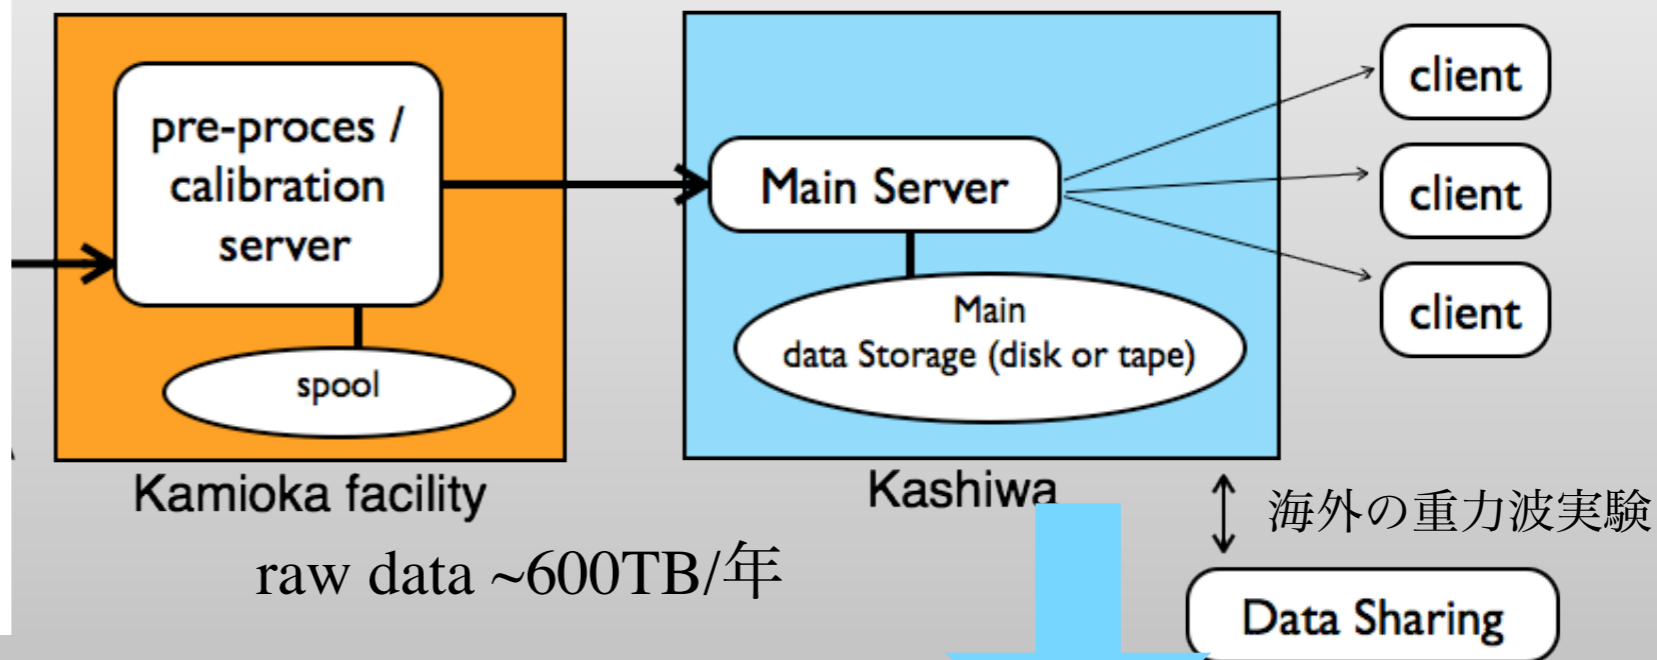 pre-proces /
calibration
server
spool
Kamioka facility
raw data ~600TB/年
Main Server
Main
data Storage (disk or tape)
Kashiwa
client
client
client
海外の重力波実験
Data Sharing